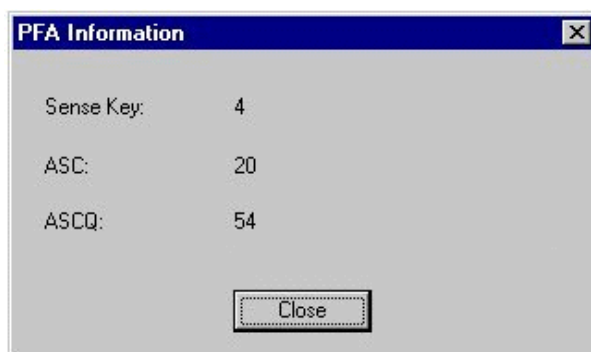 PFA Information
Sense Key: 4
ASC: 20
ASCQ: 54
Close